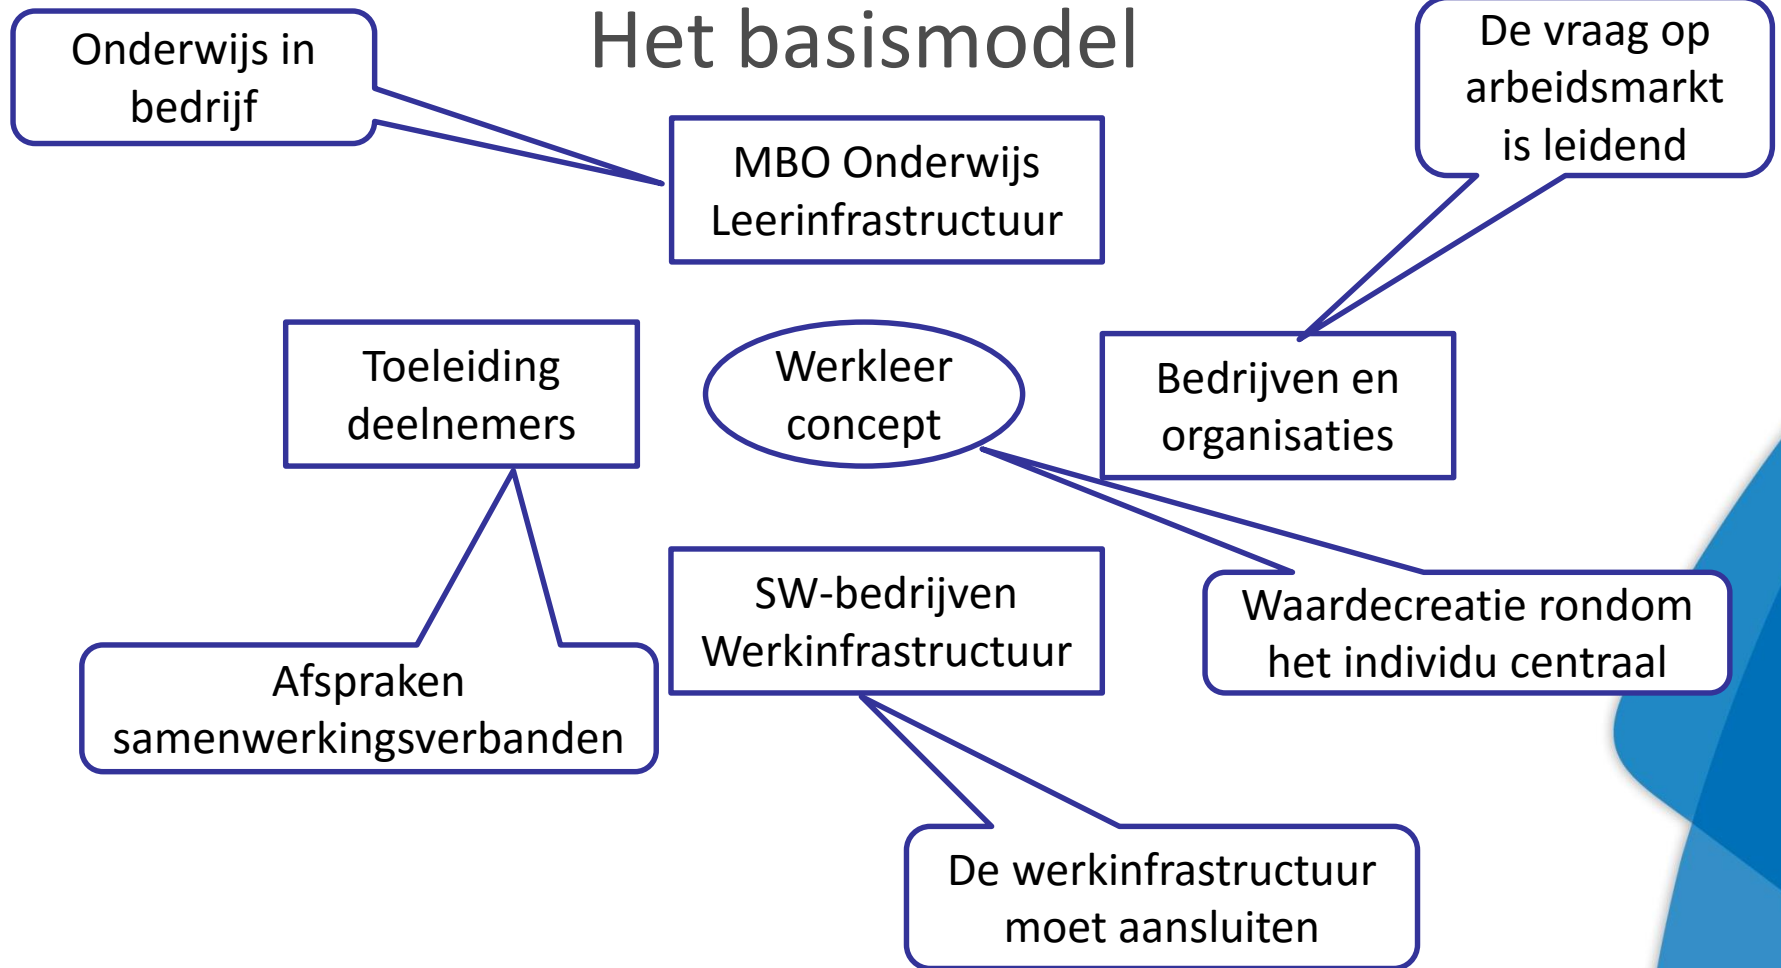 Het basismodel
Onderwijs in
bedrijf
De vraag op
arbeidsmarkt
is leidend
MBO Onderwijs
Leerinfrastructuur
Toeleiding
deelnemers
Werkleer
concept
Bedrijven en
organisaties
SW-bedrijven
Werkinfrastructuur
Waardecreatie rondom
het individu centraal
Afspraken
samenwerkingsverbanden
De werkinfrastructuur
moet aansluiten